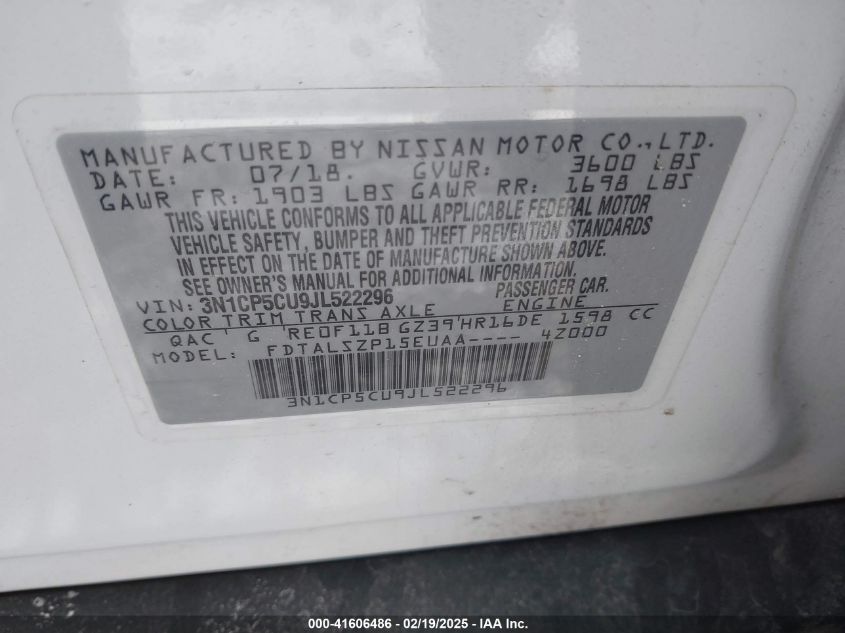 MANUFACTURED BY NISSAN MOTOR CO.,LTD.
DATE: 07/18. GVWR: 3600 LBS
GAWR FR: 1903 LBS GAWR RR: 1698 LBS
THIS VEHICLE CONFORMS TO ALL APPLICABLE FEDERAL MOTOR
VEHICLE SAFETY, BUMPER AND THEFT PREVENTION STANDARDS
IN EFFECT ON THE DATE OF MANUFACTURE SHOWN ABOVE.
SEE OWNER'S MANUAL FOR ADDITIONAL INFORMATION.
VIN: 3N1CP5CU9JL522296 PASSENGER CAR.
COLOR TRIM TRANS AXLE ENGINE
QAC G RE0F11B GZ39 HR16DE 1598 CC
MODEL: FDTALSZP15EUAA---- 4Z000
3N1CP5CU9JL522296
000-41606486 - 02/19/2025 - IAA Inc.